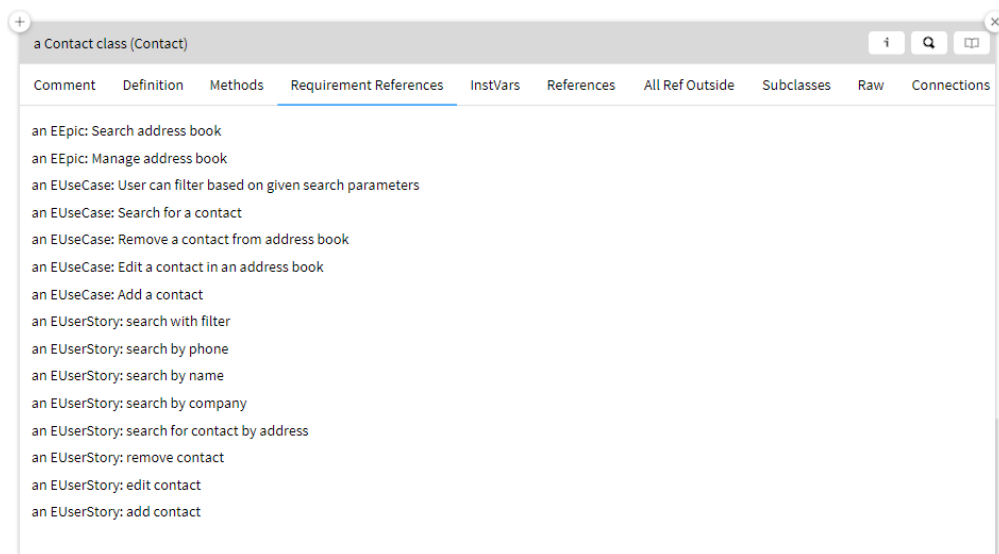 a Contact class (Contact)
i
Comment Definition Methods Requirement References InstVars References All Ref Outside Subclasses Raw Connections
an EEpic: Search address book
an EEpic: Manage address book
an EUseCase: User can filter based on given search parameters
an EUseCase: Search for a contact
an EUseCase: Remove a contact from address book
an EUseCase: Edit a contact in an address book
an EUseCase: Add a contact
an EUserStory: search with filter
an EUserStory: search by phone
an EUserStory: search by name
an EUserStory: search by company
an EUserStory: search for contact by address
an EUserStory: remove contact
an EUserStory: edit contact
an EUserStory: add contact